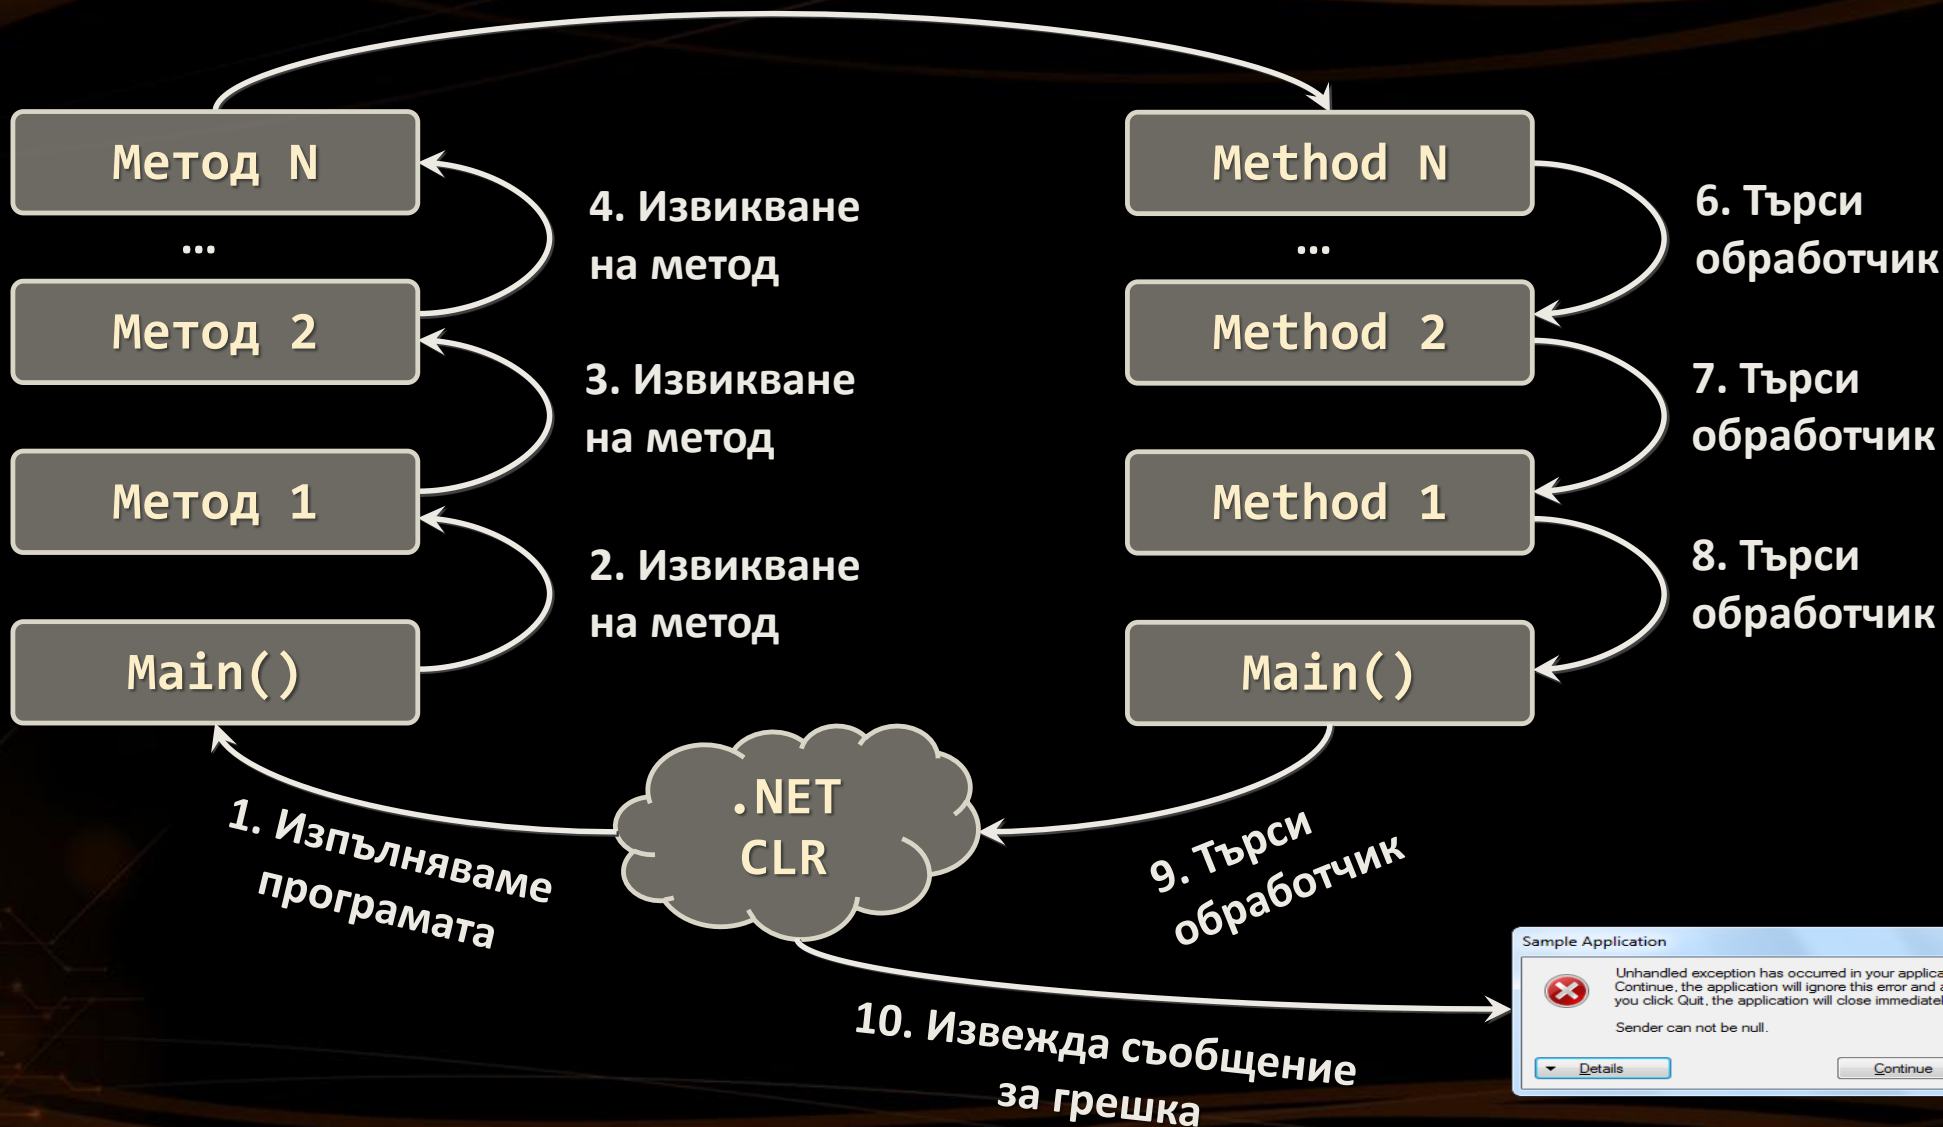 Метод N
...
Метод 2
Метод 1
Main()
4. Извикване
на метод
3. Извикване
на метод
2. Извикване
на метод
1. Изпълняваме
програмата
.NET
CLR
Method N
...
Method 2
Method 1
Main()
6. Търси
обработчик
7. Търси
обработчик
8. Търси
обработчик
9. Търси
обработчик
10. Извежда съобщение
за грешка
Sample Application
Unhandled exception has occurred in your
Continue, the application will ignore this error and
you click Quit, the application will close
Sender can not be null.
Details
Continue